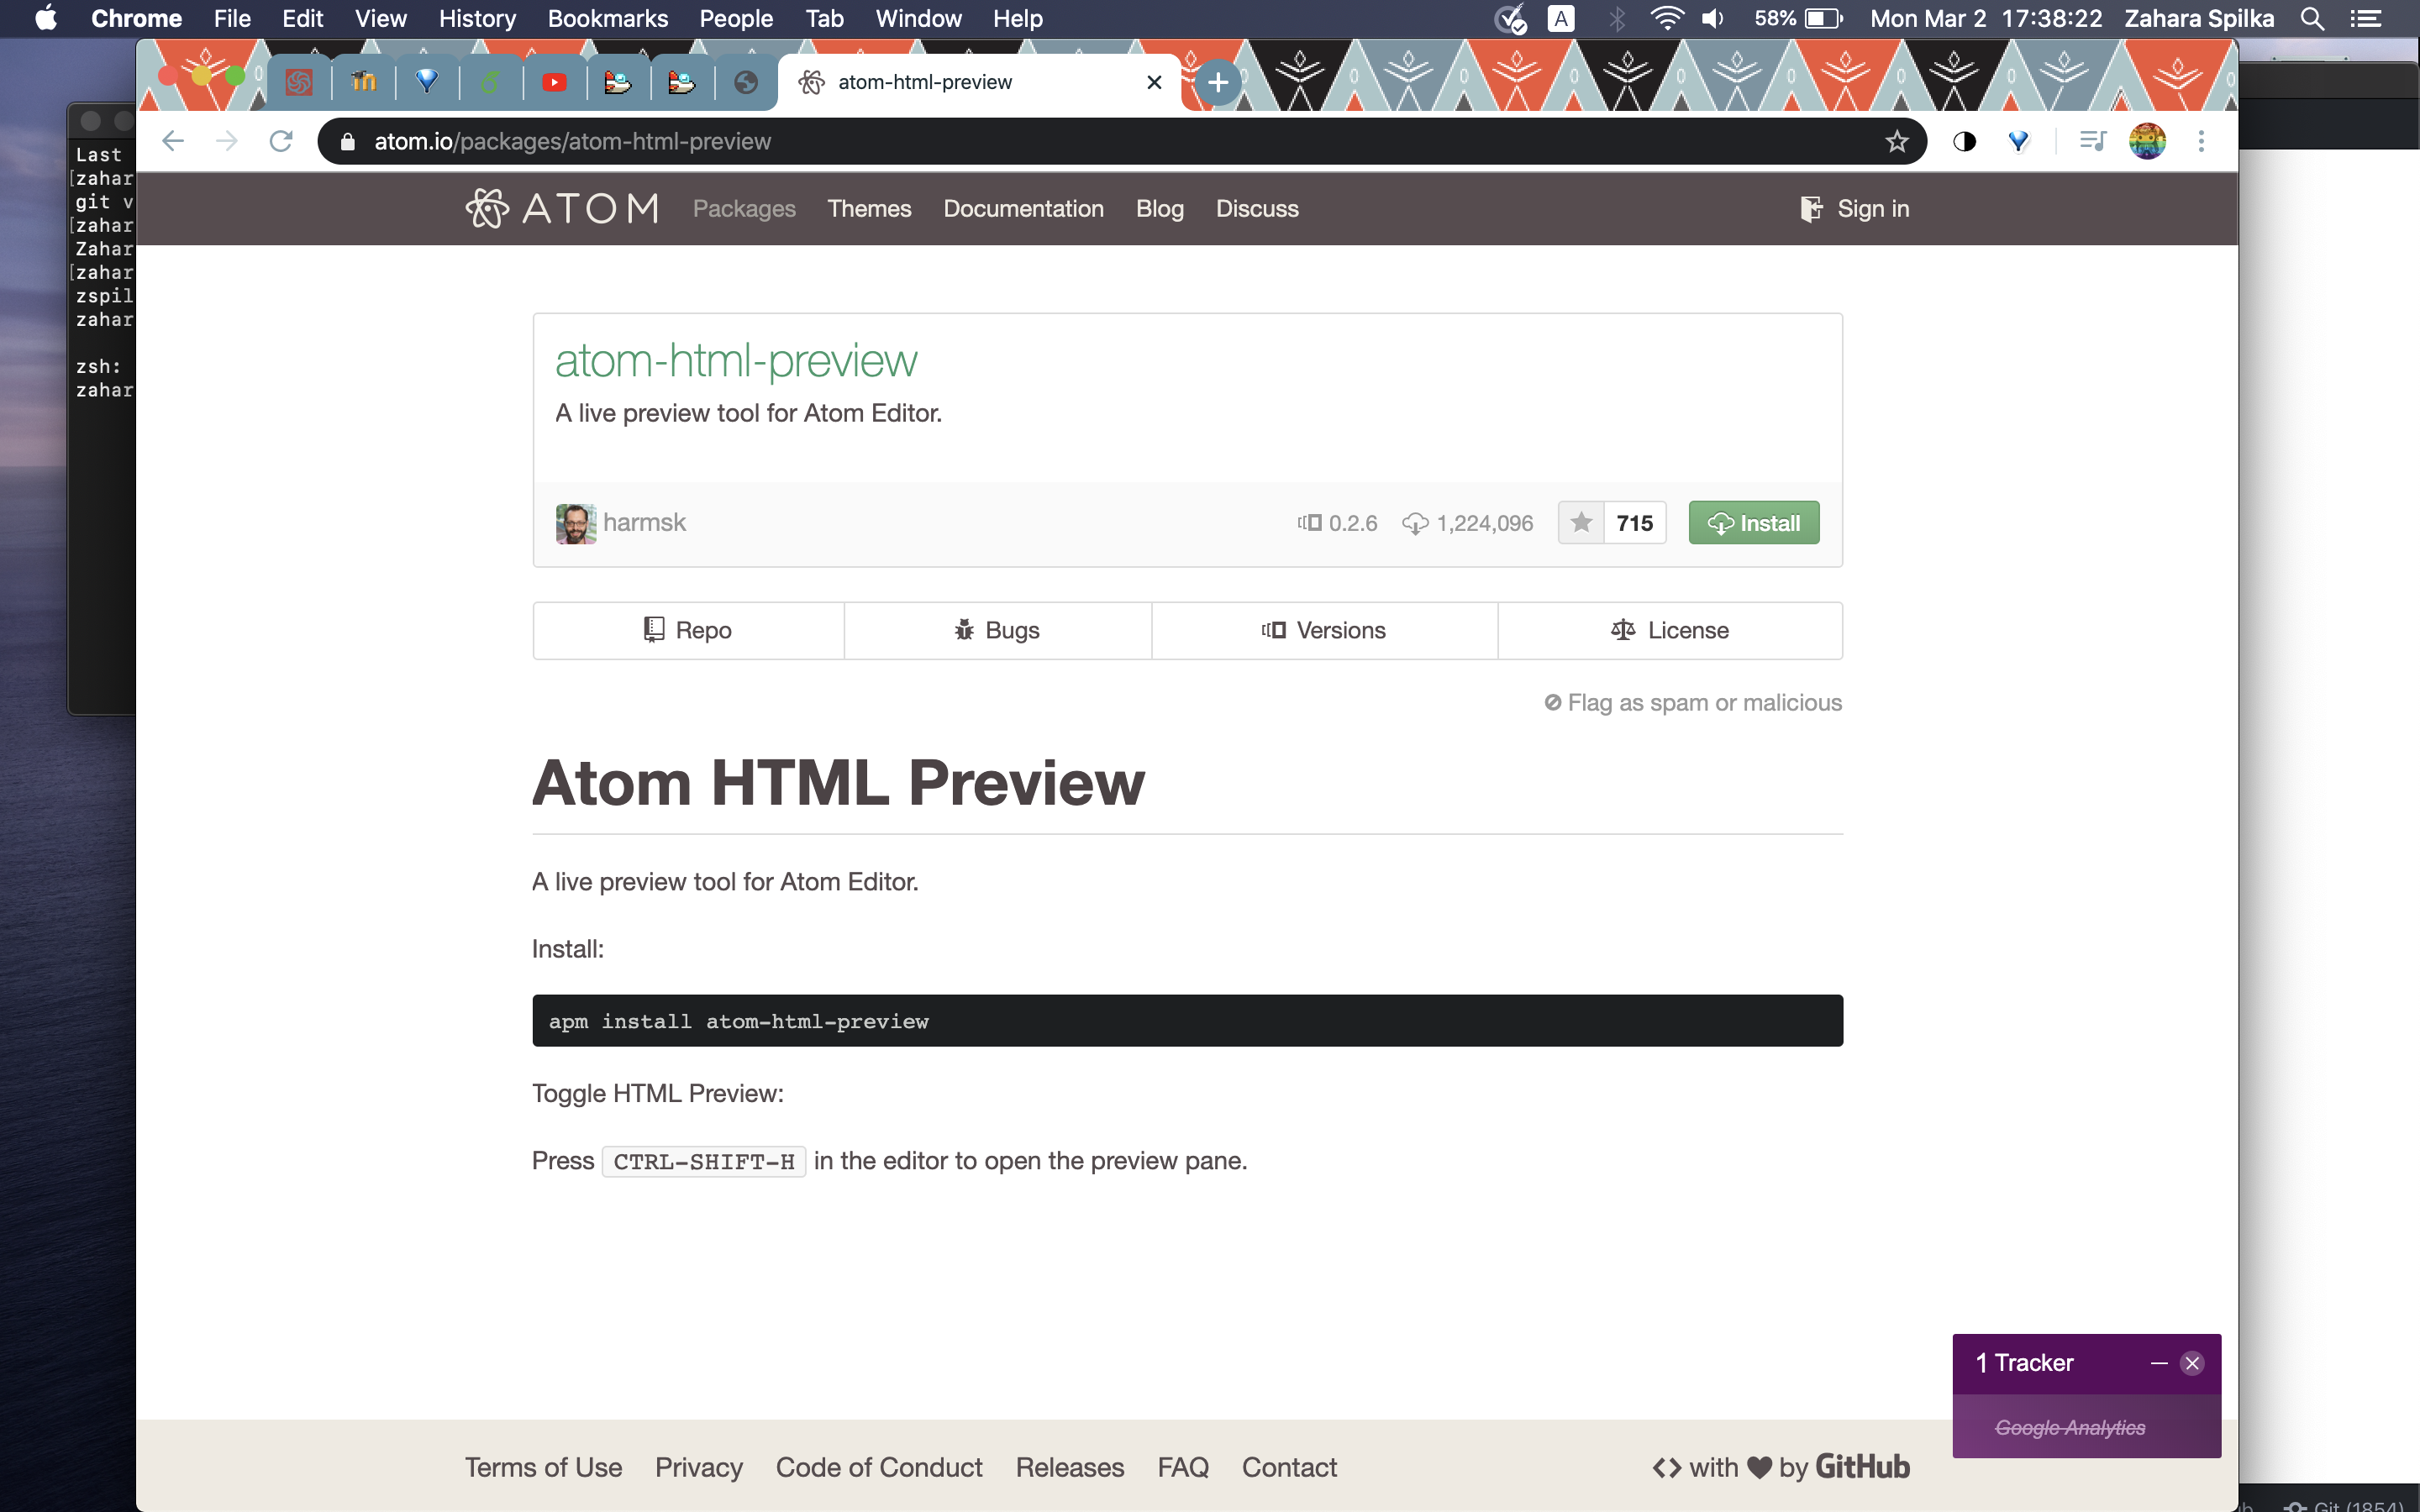 Chrome File Edit View History Bookmarks People Tab Window Help A 58% Mon Mar 2 17:38:22 Zahara Spilka
atom-html-preview
atom.io/packages/atom-html-preview
Last
[zahar
git v
[zahar
Zahar
[zahar
zspil
zahar
zsh:
zahar
ATOM Packages Themes Documentation Blog Discuss Sign in
atom-html-preview
A live preview tool for Atom Editor.
harmsk 0.2.6 1,224,096 715 Install
Repo Bugs Versions License
Flag as spam or malicious
Atom HTML Preview
A live preview tool for Atom Editor.
Install:
apm install atom-html-preview
Toggle HTML Preview:
Press CTRL-SHIFT-H in the editor to open the preview pane.
1 Tracker
Google Analytics
Terms of Use Privacy Code of Conduct Releases FAQ Contact <> with by GitHub
Git (1854)